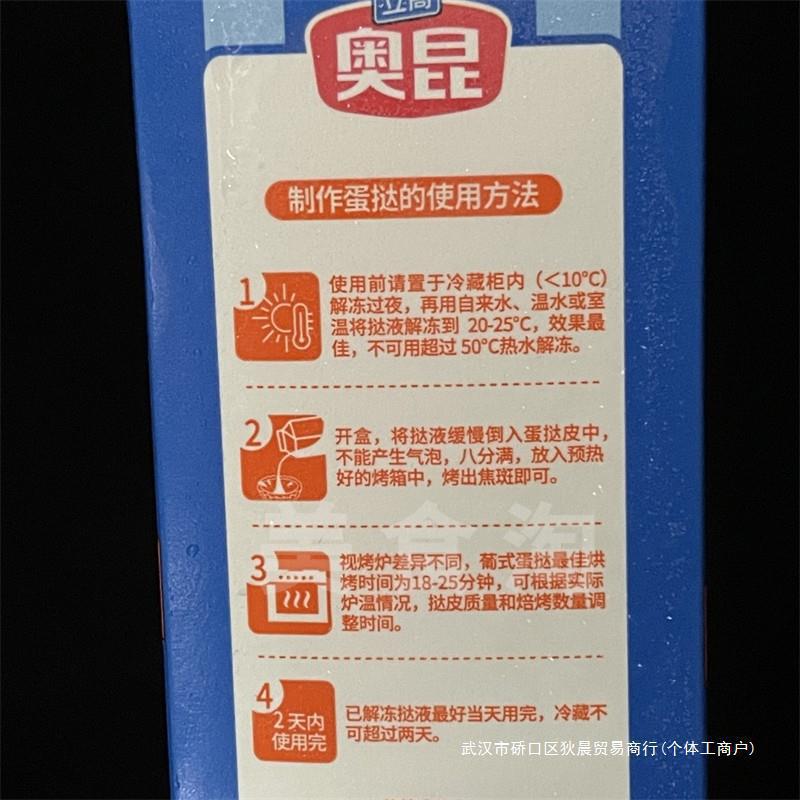 立高
奥昆
制作蛋挞的使用方法
1
使用前请置于冷藏柜内（<10°C）
解冻过夜，再用自来水、温水或室
温将挞液解冻到 20-25°C，效果最
佳，不可用超过 50°C热水解冻。
2
开盒，将挞液缓慢倒入蛋挞皮中，
不能产生气泡，八分满，放入预热
好的烤箱中，烤出焦斑即可。
美食淘
3
视烤炉差异不同，葡式蛋挞最佳烘
烤时间为18-25分钟，可根据实际
炉温情况，挞皮质量和焙烤数量调
整时间。
4
2天内
使用完
已解冻挞液最好当天用完，冷藏不
可超过两天。
武汉市硚口区狄晨贸易商行(个体工商户)